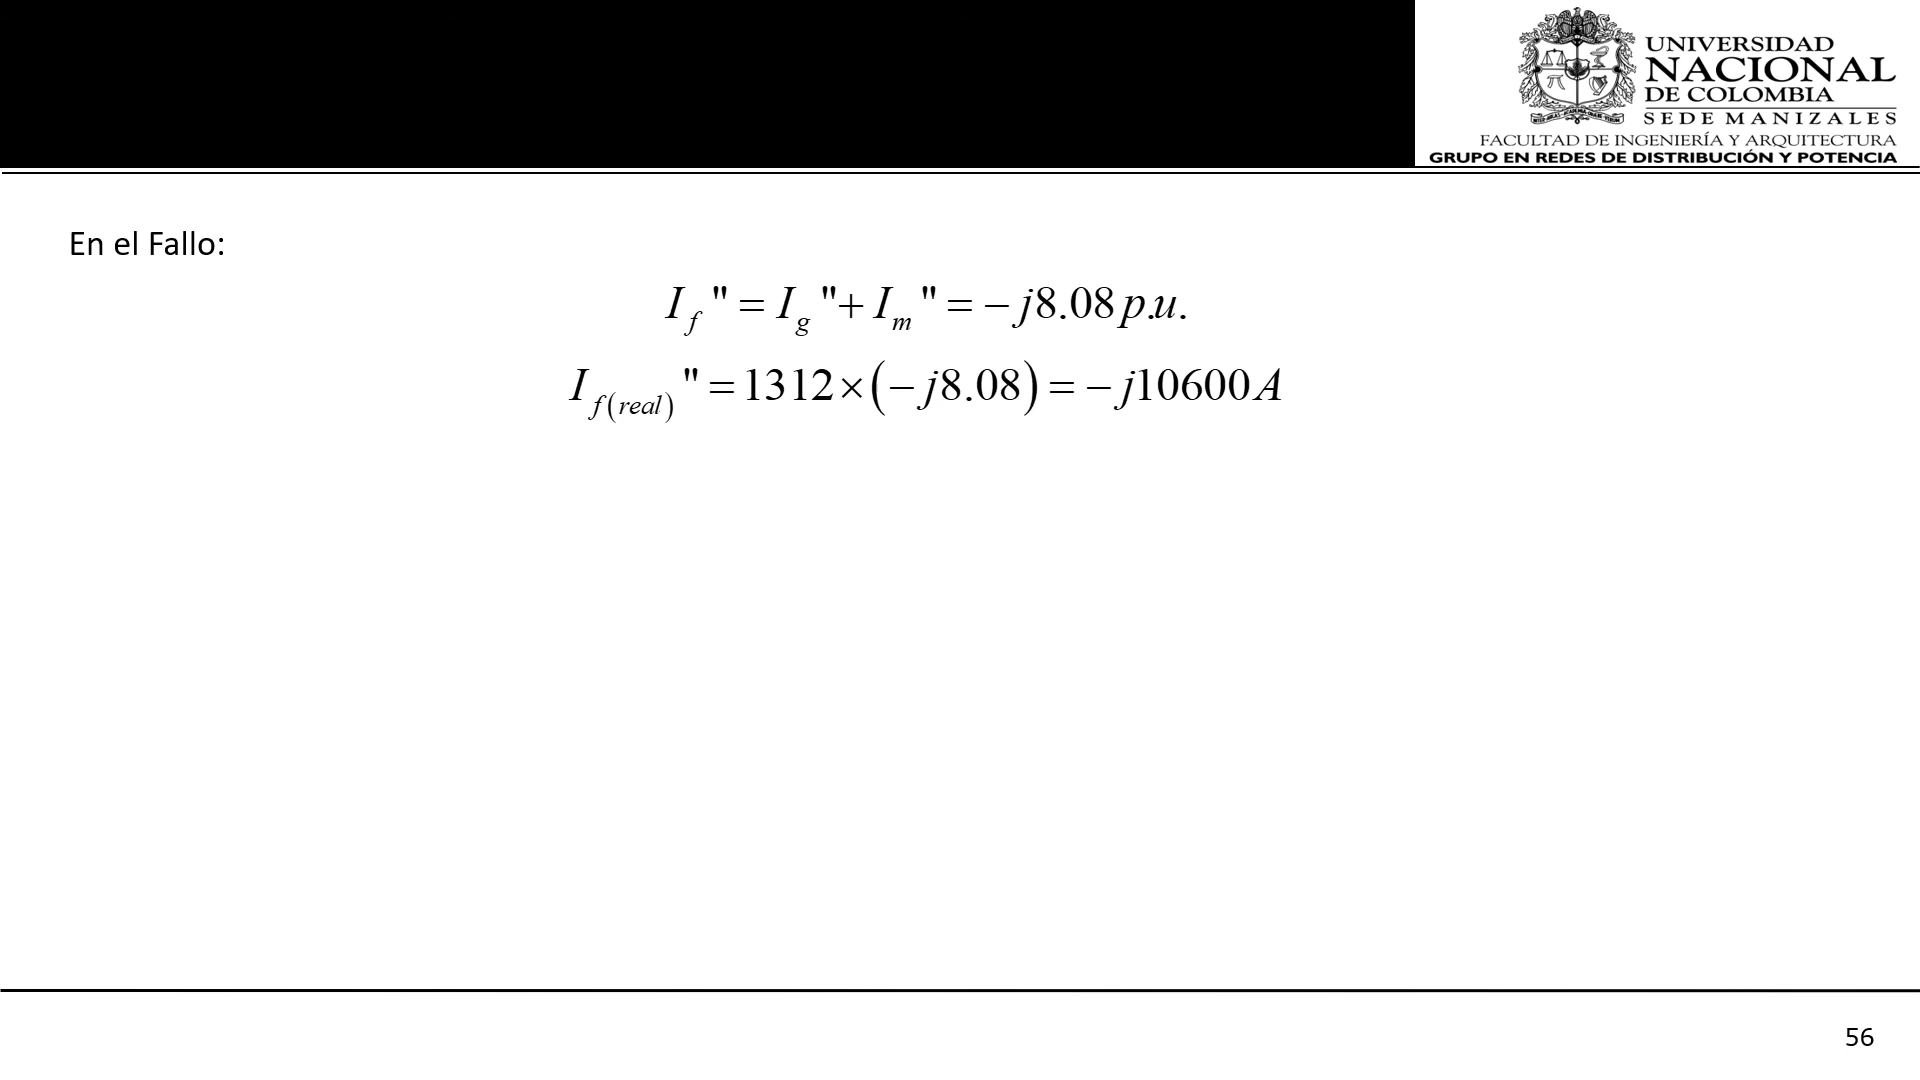 UNIVERSIDAD
NACIONAL
DE COLOMBIA
SEDE MANIZALES
FACULTAD DE INGENIERÍA Y ARQUITECTURA
GRUPO EN REDES DE DISTRIBUCIÓN Y POTENCIA
En el Fallo:
I_f " = I_g "+ I_m " = − j8.08 p.u.
I_f(real) " = 1312×(− j8.08) = − j10600 A
56